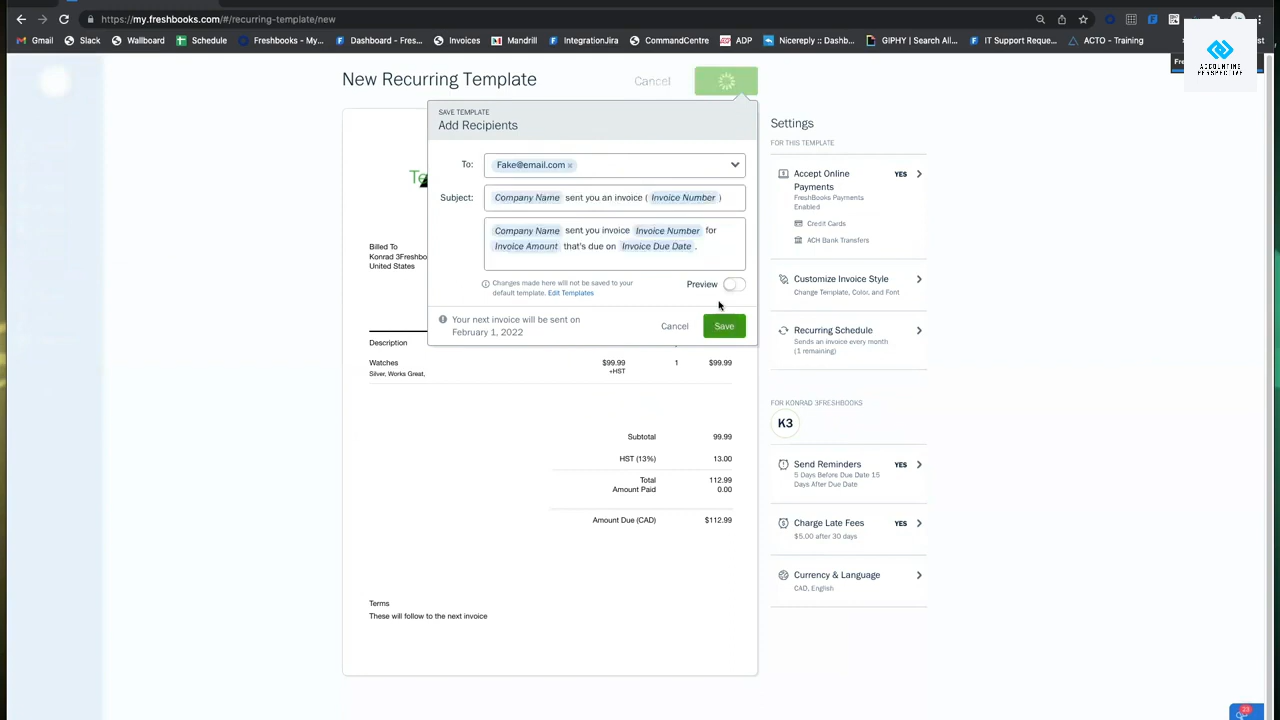 https://my.freshbooks.com/#/recurring-template/new
Gmail
Slack
Wallboard
Schedule
Freshbooks - My...
Dashboard - Fres...
Invoices
Mandrill
IntegrationJira
CommandCentre
ADP
Nicereply :: Dashb...
GIPHY | Search All...
IT Support Reque...
ACTO - Training
ACCOUNTING
PERSPECTIVE
New Recurring Template
Cancel
SAVE TEMPLATE
Add Recipients
To:
Fake@email.com ×
Subject:
Company Name sent you an invoice ( Invoice Number )
Company Name sent you invoice Invoice Number for
Invoice Amount that's due on Invoice Due Date .
Changes made here will not be saved to your
default template. Edit Templates
Preview
Your next invoice will be sent on
February 1, 2022
Cancel
Save
Billed To
Konrad 3Freshbo
United States
Description
Watches
$99.99
1
$99.99
Silver, Works Great,
+HST
Subtotal
99.99
HST (13%)
13.00
Total
112.99
Amount Paid
0.00
Amount Due (CAD)
$112.99
Terms
These will follow to the next invoice
Settings
FOR THIS TEMPLATE
Accept Online
Payments
YES
FreshBooks Payments
Enabled
Credit Cards
ACH Bank Transfers
Customize Invoice Style
Change Template, Color, and Font
Recurring Schedule
Sends an invoice every month
(1 remaining)
FOR KONRAD 3FRESHBOOKS
K3
Send Reminders
YES
5 Days Before Due Date 15
Days After Due Date
Charge Late Fees
YES
$5.00 after 30 days
Currency & Language
CAD, English
23